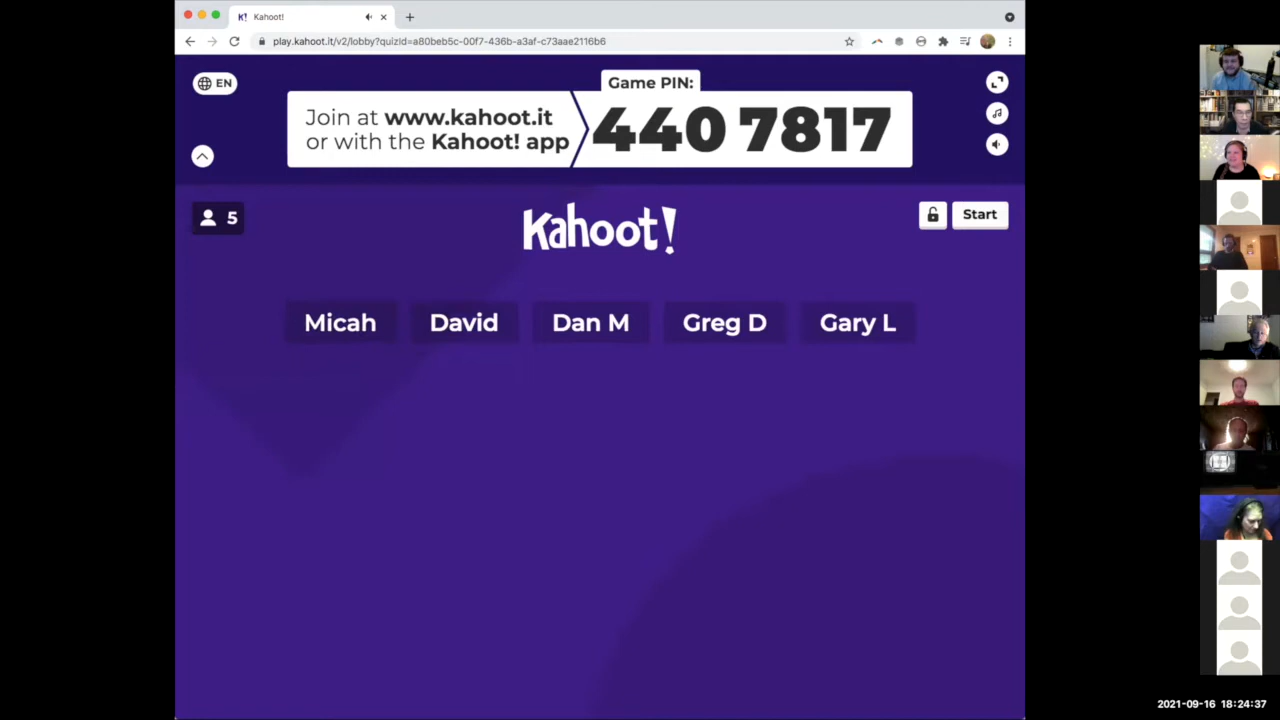 Kahoot!
play.kahoot.it/v2/lobby?quizId=a80beb5c-00f7-436b-a3af-c73aae2116b6
EN
Game PIN:
Join at www.kahoot.it
or with the Kahoot! app
440 7817
5
Kahoot!
Start
Micah David Dan M Greg D Gary L
2021-09-16 18:24:37